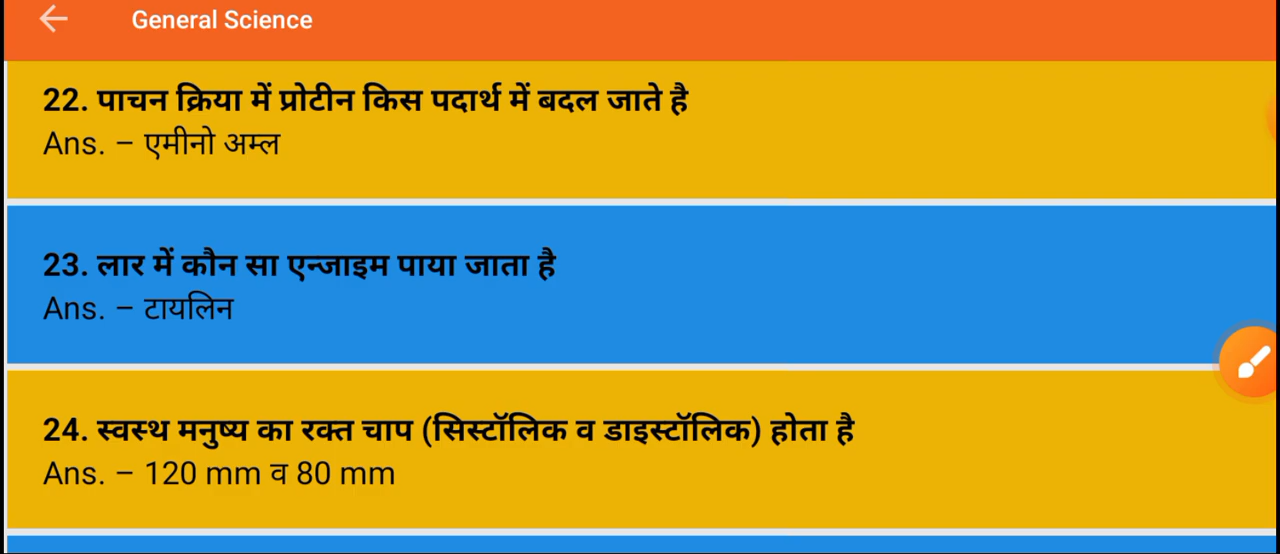 General Science
22. पाचन क्रिया में प्रोटीन किस पदार्थ में बदल जाते है
Ans. – एमीनो अम्ल
23. लार में कौन सा एन्जाइम पाया जाता है
Ans. – टायलिन
24. स्वस्थ मनुष्य का रक्त चाप (सिस्टॉलिक व डाइस्टॉलिक) होता है
Ans. – 120 mm व 80 mm